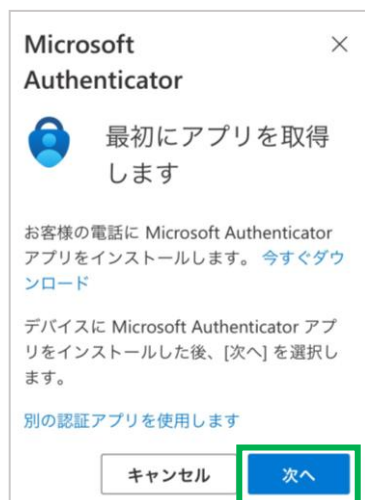 Microsoft
Authenticator
最初にアプリを取得
します
お客様の電話に Microsoft Authenticator
アプリをインストールします。 今すぐダウ
ンロード
デバイスに Microsoft Authenticator アプ
リをインストールした後、[次へ] を選択し
ます。
別の認証アプリを使用します
キャンセル 次へ